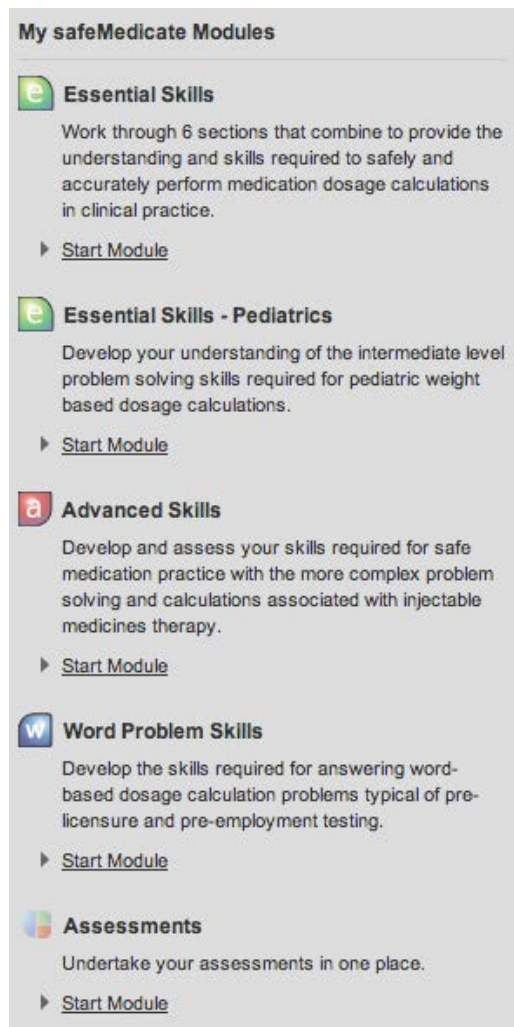 My safeMedicate Modules
e
Essential Skills
Work through 6 sections that combine to provide the
understanding and skills required to safely and
accurately perform medication dosage calculations
in clinical practice.
Start Module
e
Essential Skills - Pediatrics
Develop your understanding of the intermediate level
problem solving skills required for pediatric weight
based dosage calculations.
Start Module
a
Advanced Skills
Develop and assess your skills required for safe
medication practice with the more complex problem
solving and calculations associated with injectable
medicines therapy.
Start Module
w
Word Problem Skills
Develop the skills required for answering word-
based dosage calculation problems typical of pre-
licensure and pre-employment testing.
Start Module
Assessments
Undertake your assessments in one place.
Start Module